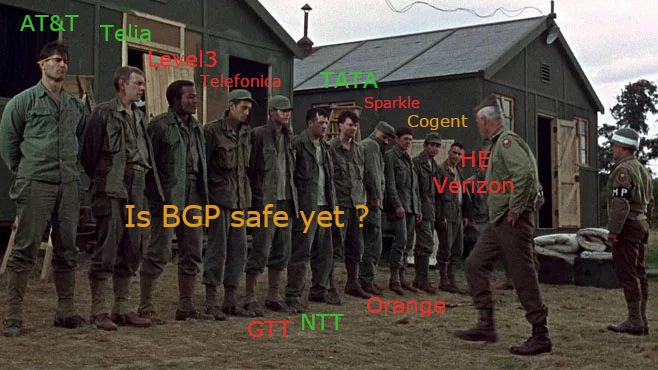 AT&T
Telia
Level3
Telefonica
TATA
Sparkle
Cogent
HE
Verizon
MP
Is BGP safe yet ?
Orange
GTT
NTT